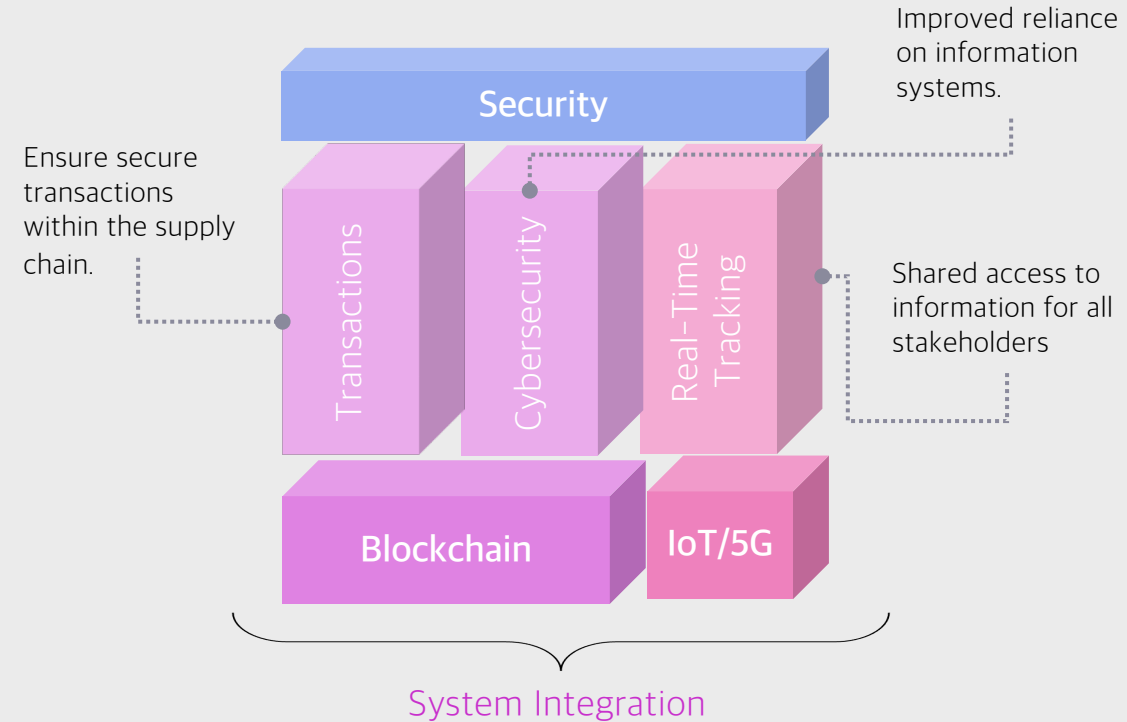 Improved reliance
on information
systems.
Security
Ensure secure
transactions
within the supply
chain.
Transactions
Cybersecurity
Real-Time
Tracking
Shared access to
information for all
stakeholders
Blockchain
IoT/5G
System Integration